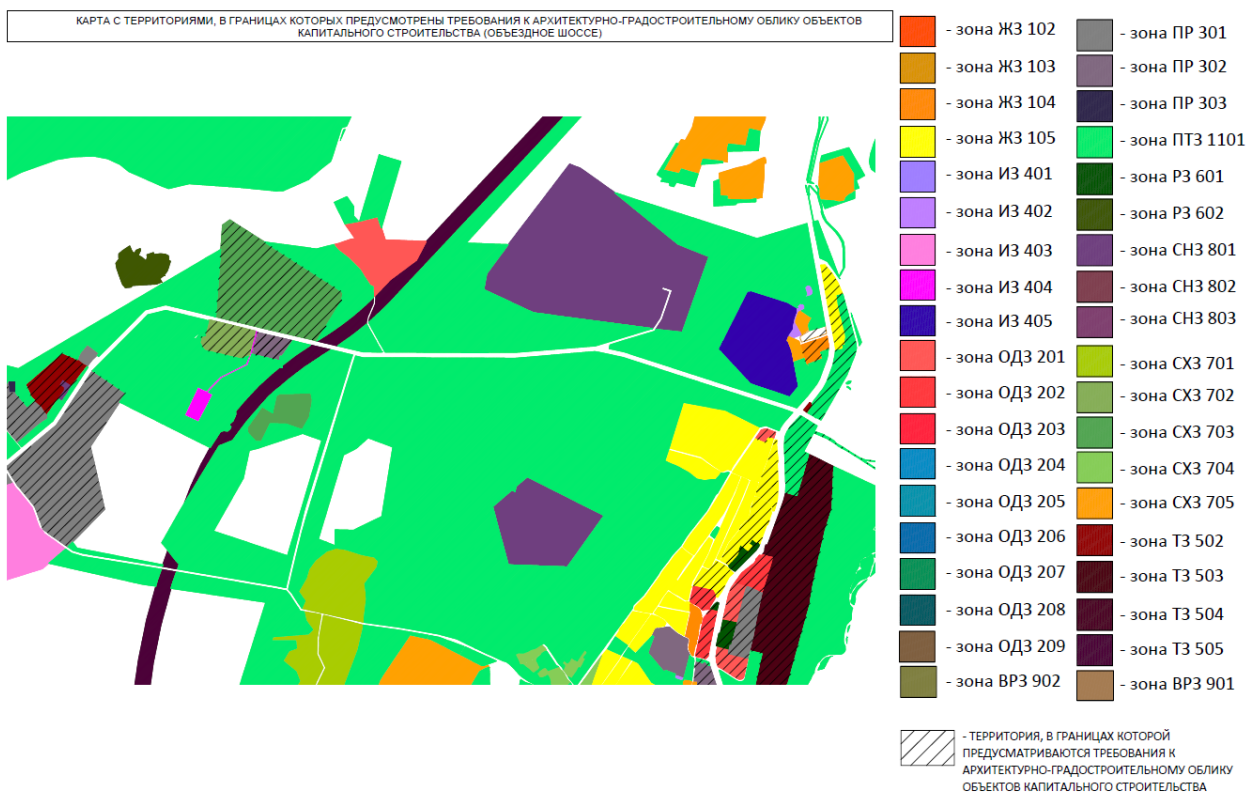 КАРТА С ТЕРРИТОРИЯМИ, В ГРАНИЦАХ КОТОРЫХ ПРЕДУСМОТРЕНЫ ТРЕБОВАНИЯ К АРХИТЕКТУРНО-ГРАДОСТРОИТЕЛЬНОМУ ОБЛИКУ ОБЪЕКТОВ
КАПИТАЛЬНОГО СТРОИТЕЛЬСТВА (ОБЪЕЗДНОЕ ШОССЕ)
- зона ЖЗ 102
- зона ЖЗ 103
- зона ЖЗ 104
- зона ЖЗ 105
- зона ИЗ 401
- зона ИЗ 402
- зона ИЗ 403
- зона ИЗ 404
- зона ИЗ 405
- зона ОДЗ 201
- зона ОДЗ 202
- зона ОДЗ 203
- зона ОДЗ 204
- зона ОДЗ 205
- зона ОДЗ 206
- зона ОДЗ 207
- зона ОДЗ 208
- зона ОДЗ 209
- зона ВРЗ 902
- зона ПР 301
- зона ПР 302
- зона ПР 303
- зона ПТЗ 1101
- зона РЗ 601
- зона РЗ 602
- зона СНЗ 801
- зона СНЗ 802
- зона СНЗ 803
- зона СХЗ 701
- зона СХЗ 702
- зона СХЗ 703
- зона СХЗ 704
- зона СХЗ 705
- зона ТЗ 502
- зона ТЗ 503
- зона ТЗ 504
- зона ТЗ 505
- зона ВРЗ 901
- ТЕРРИТОРИЯ, В ГРАНИЦАХ КОТОРОЙ
ПРЕДУСМАТРИВАЮТСЯ ТРЕБОВАНИЯ К
АРХИТЕКТУРНО-ГРАДОСТРОИТЕЛЬНОМУ ОБЛИКУ
ОБЪЕКТОВ КАПИТАЛЬНОГО СТРОИТЕЛЬСТВА